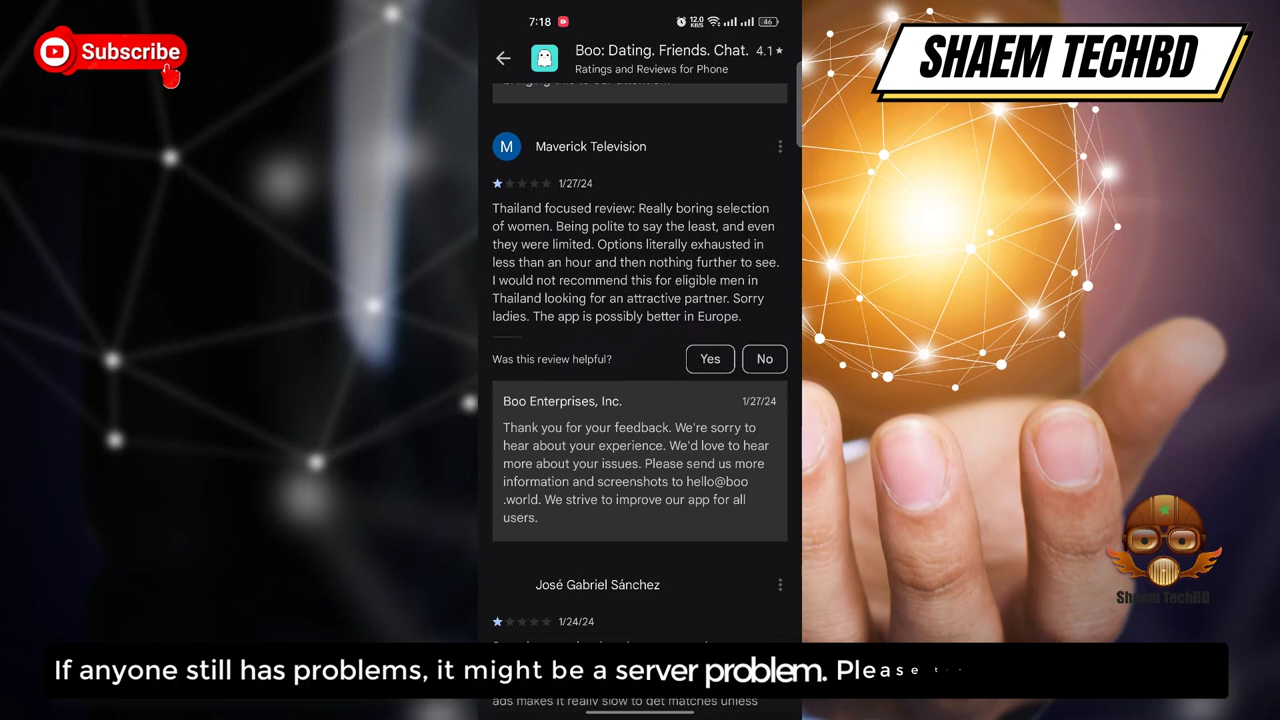 Subscribe
7:18
12.0
KB/S
46
Boo: Dating. Friends. Chat.
4.1★
Ratings and Reviews for Phone
SHAEM TECHBD
M
Maverick Television
1/27/24
Thailand focused review: Really boring selection
of women. Being polite to say the least, and even
they were limited. Options literally exhausted in
less than an hour and then nothing further to see.
I would not recommend this for eligible men in
Thailand looking for an attractive partner. Sorry
ladies. The app is possibly better in Europe.
Was this review helpful?
Yes
No
Boo Enterprises, Inc.
1/27/24
Thank you for your feedback. We're sorry to
hear about your experience. We'd love to hear
more about your issues. Please send us more
information and screenshots to hello@boo
.world. We strive to improve our app for all
users.
José Gabriel Sánchez
1/24/24
Shaem TechBD
If anyone still has problems, it might be a server problem. Please
ads makes it really slow to get matches unless